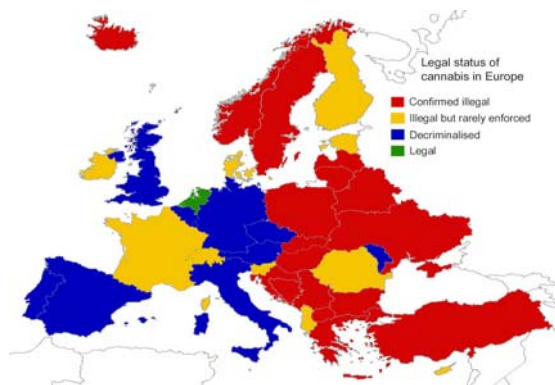 Legal status of
cannabis in Europe
Confirmed illegal
Illegal but rarely enforced
Decriminalised
Legal